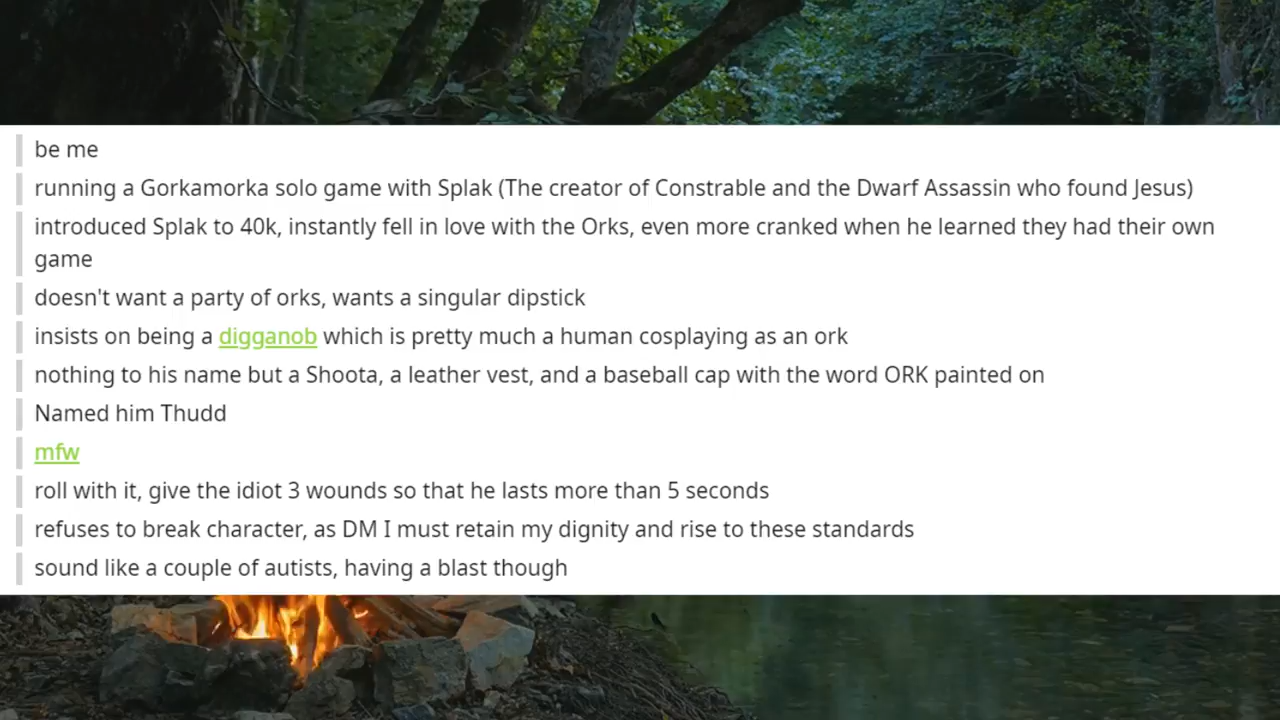 be me
running a Gorkamorka solo game with Splak (The creator of Constrable and the Dwarf Assassin who found Jesus)
introduced Splak to 40k, instantly fell in love with the Orks, even more cranked when he learned they had their own
game
doesn't want a party of orks, wants a singular dipstick
insists on being a digganob which is pretty much a human cosplaying as an ork
nothing to his name but a Shoota, a leather vest, and a baseball cap with the word ORK painted on
Named him Thudd
mfw
roll with it, give the idiot 3 wounds so that he lasts more than 5 seconds
refuses to break character, as DM I must retain my dignity and rise to these standards
sound like a couple of autists, having a blast though